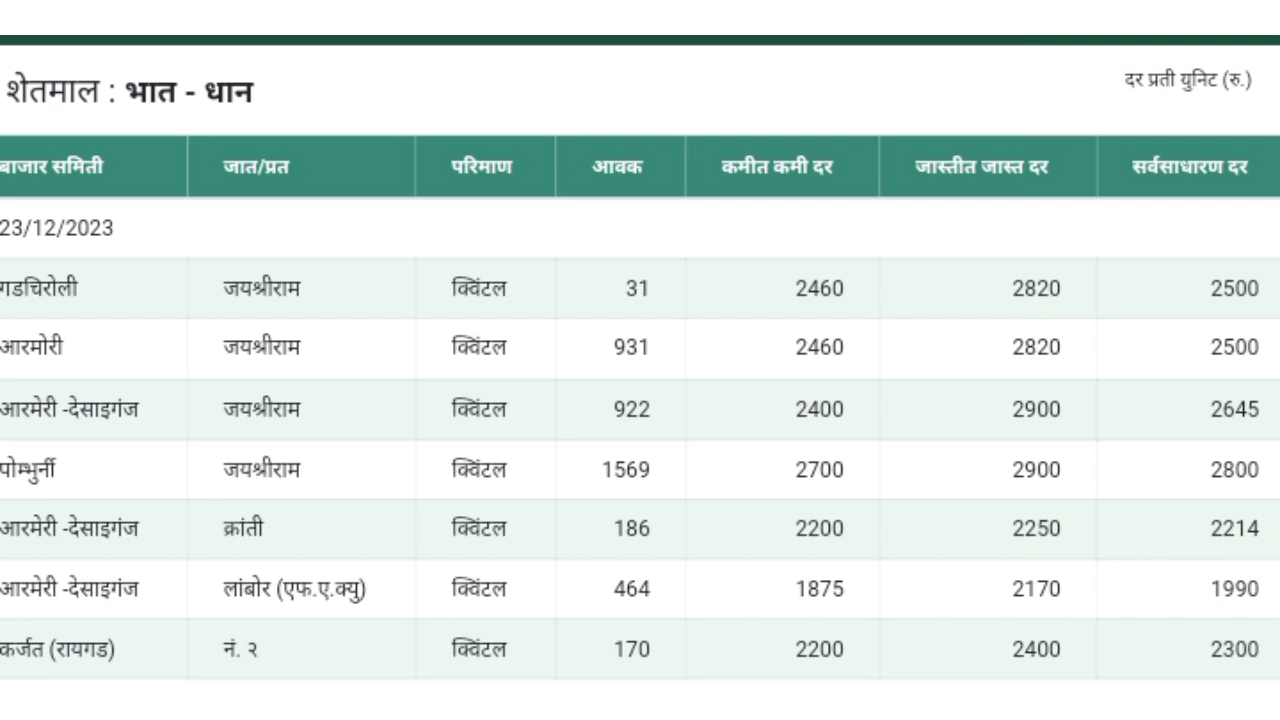 शेतमाल : भात - धान
दर प्रती युनिट (रु.)
बाजार समिती जात/प्रत परिमाण आवक कमीत कमी दर जास्तीत जास्त दर सर्वसाधारण दर
23/12/2023
गडचिरोली जयश्रीराम क्विंटल 31 2460 2820 2500
आरमोरी जयश्रीराम क्विंटल 931 2460 2820 2500
आरमेरी -देसाइगंज जयश्रीराम क्विंटल 922 2400 2900 2645
पोम्भुर्नी जयश्रीराम क्विंटल 1569 2700 2900 2800
आरमेरी -देसाइगंज क्रांती क्विंटल 186 2200 2250 2214
आरमेरी -देसाइगंज लांबोर (एफ.ए.क्यु) क्विंटल 464 1875 2170 1990
कर्जत (रायगड) नं. २ क्विंटल 170 2200 2400 2300